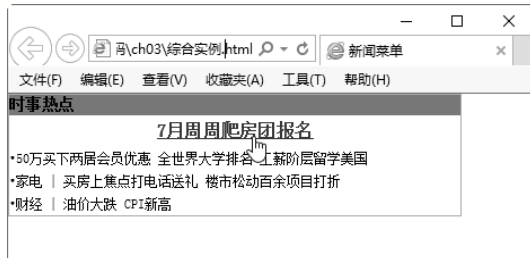 码\ch03\综合实例.html
新闻菜单
文件(F) 编辑(E) 查看(V) 收藏夹(A) 工具(T) 帮助(H)
时事热点
7月周周爬房团报名
•50万买下两居会员优惠 全世界大学排名 工薪阶层留学美国
•家电 | 买房上焦点打电话送礼 楼市松动百余项目打折
•财经 | 油价大跌 CPI新高